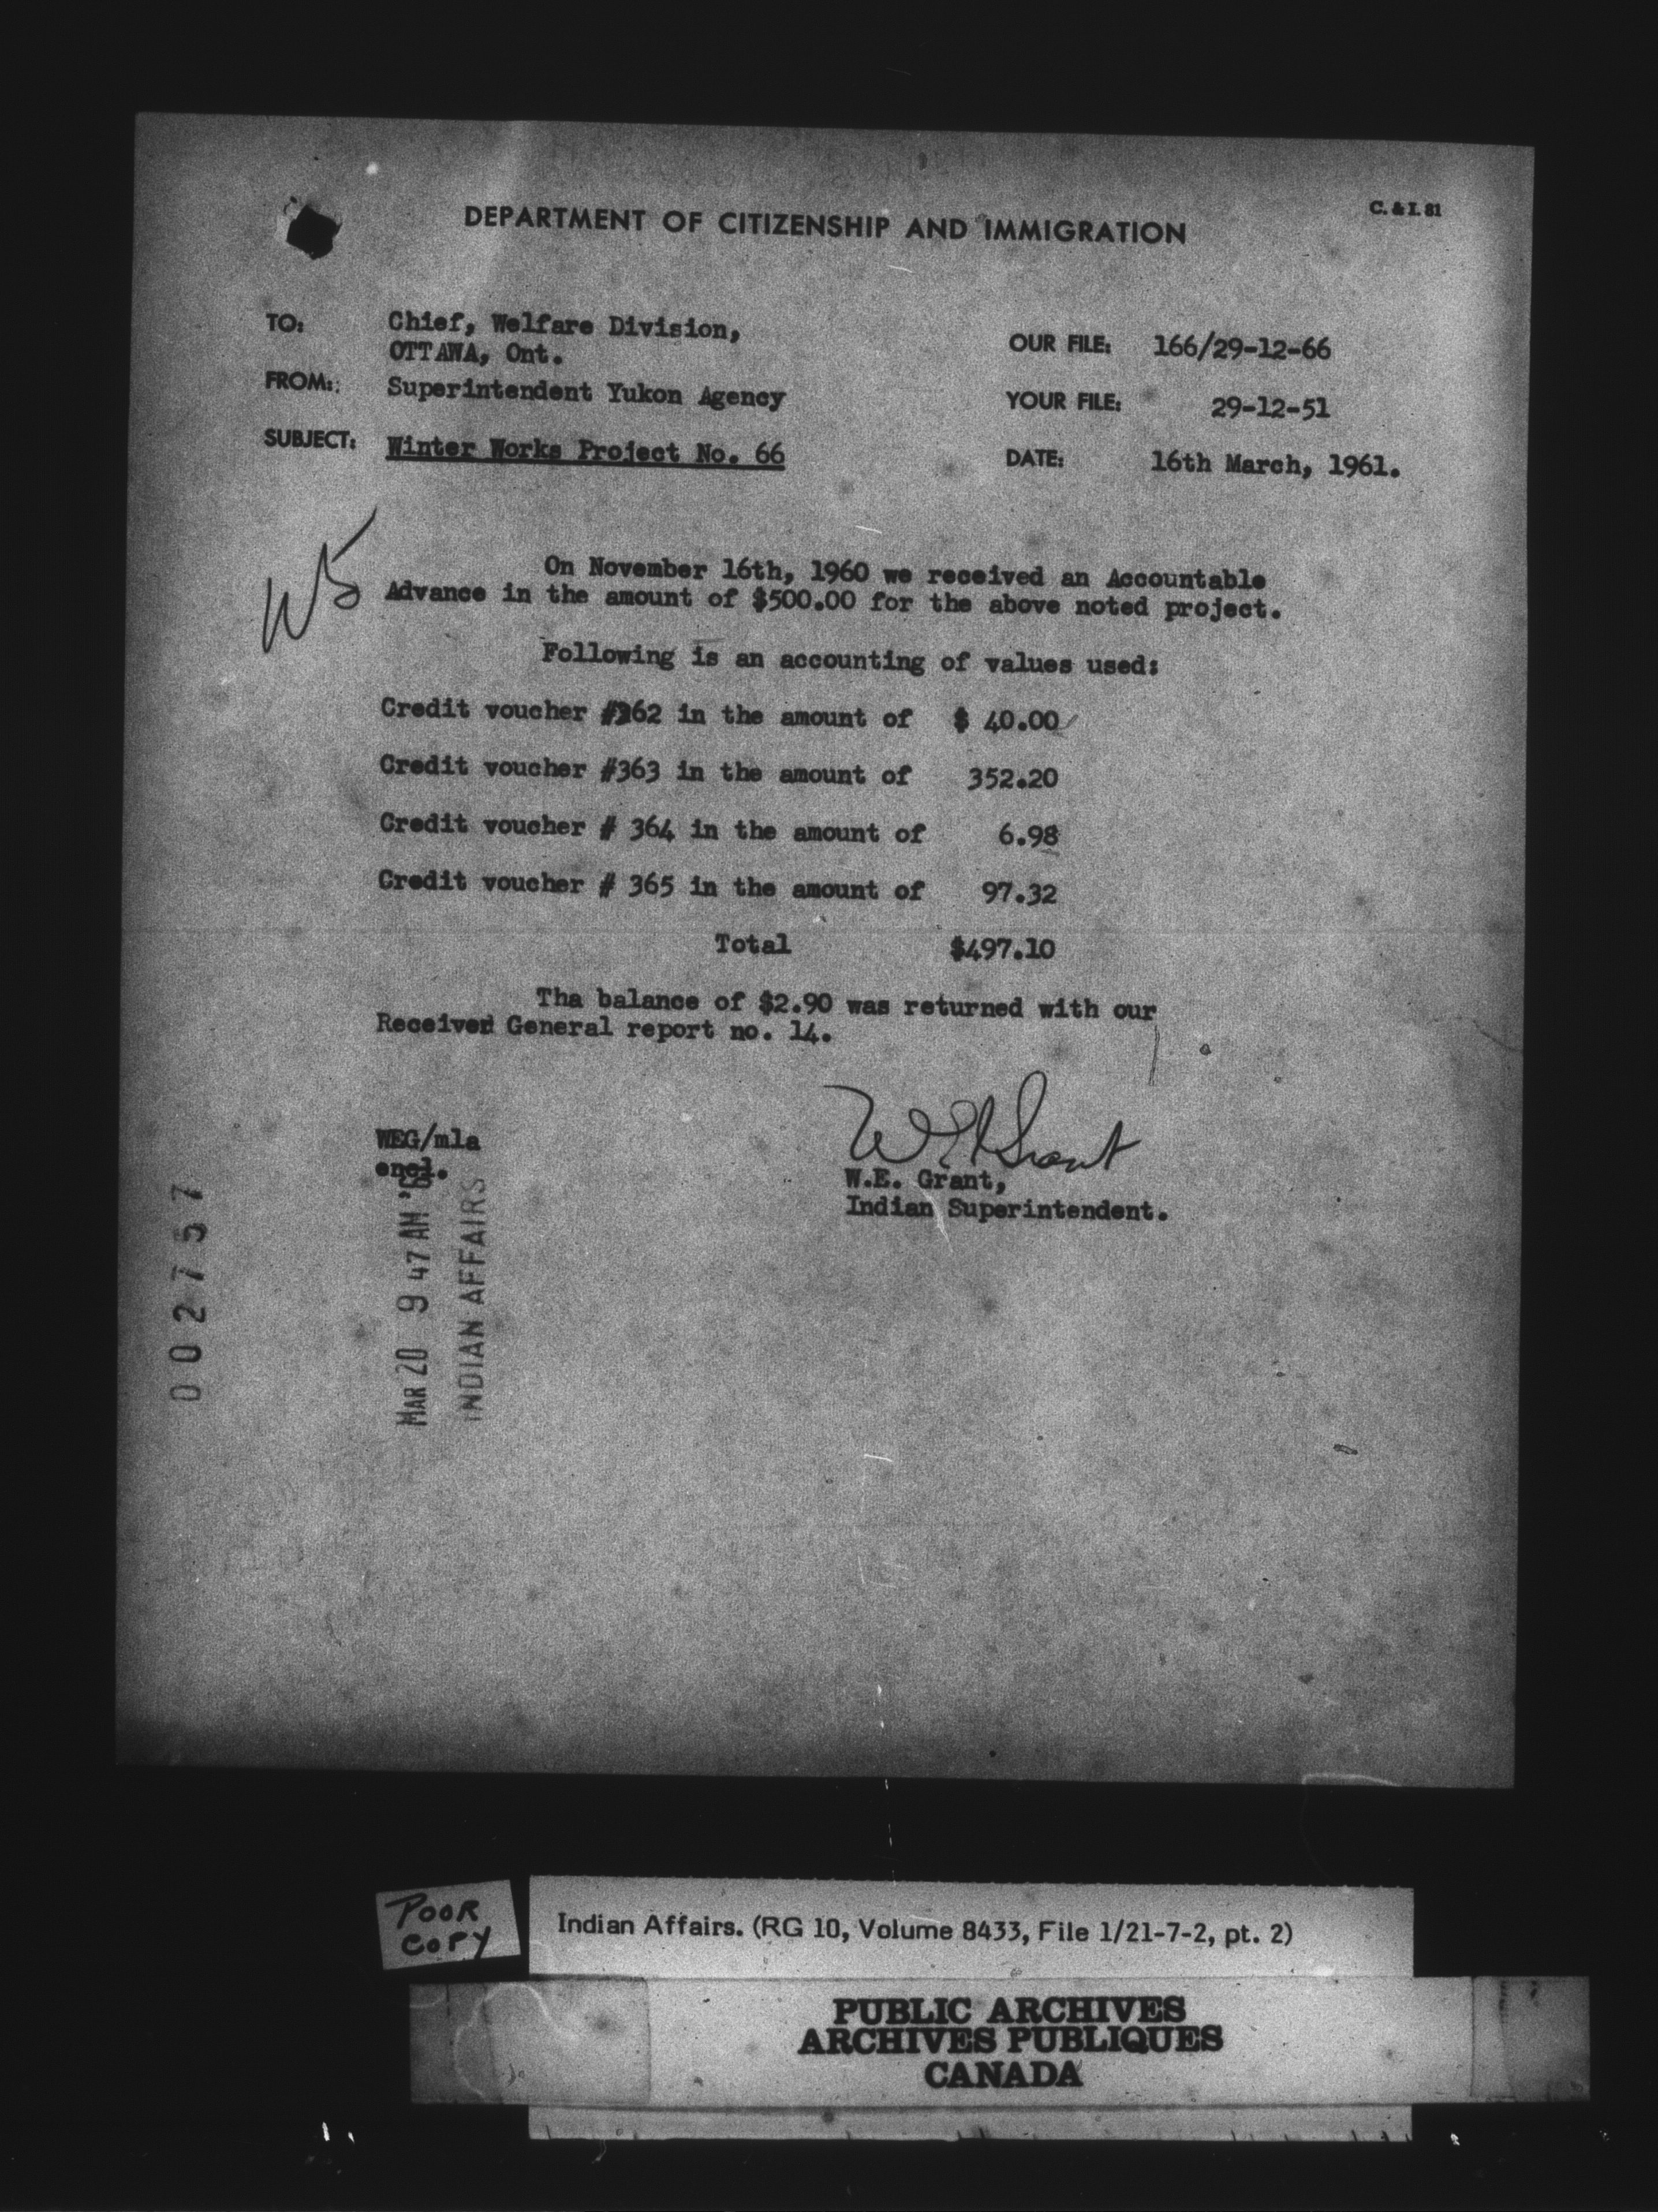 DEPARTMENT OF CITIZENSHIP AND IMMIGRATION
C. & I. 81
TO: Chief, Welfare Division,
OTTAWA, Ont.
FROM: Superintendent Yukon Agency
SUBJECT: Winter Works Project No. 66
OUR FILE: 166/29-12-66
YOUR FILE: 29-12-51
DATE: 16th March, 1961.
On November 16th, 1960 we received an Accountable
Advance in the amount of $500.00 for the above noted project.
Following is an accounting of values used:
Credit voucher #362 in the amount of $ 40.00
Credit voucher #363 in the amount of 352.20
Credit voucher # 364 in the amount of 6.98
Credit voucher # 365 in the amount of 97.32
Total $497.10
Tha balance of $2.90 was returned with our
Receiver General report no. 14.
WEG/mla
encl.
W E Grant
W.E. Grant,
Indian Superintendent.
002757
MAR 20 9 47 AM '61
INDIAN AFFAIRS
POOR
COPY
Indian Affairs. (RG 10, Volume 8433, File 1/21-7-2, pt. 2)
PUBLIC ARCHIVES
ARCHIVES PUBLIQUES
CANADA